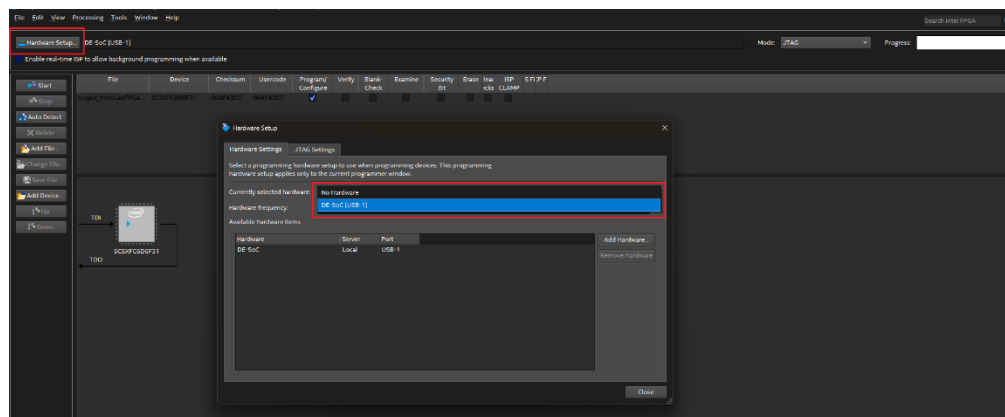 File Edit View Processing Tools Window Help
Search Intel FPGA
Hardware Setup... DE-SoC [USB-1] Mode: JTAG Progress:
Enable real-time ISP to allow background programming when available
Start
Stop
Auto Detect
Delete
Add File...
Change File...
Save File
Add Device...
Up
Down
File Device Checksum Usercode Program/ Configure Verify Blank- Check Examine Security Bit Erase ISP CLAMP
5CSXFC6D6F31 00AFA3CC 00AFA3CC
TDI
intel
5CSXFC6D6F31
TDO
Hardware Setup
Hardware Settings JTAG Settings
Select a programming hardware setup to use when programming devices. This programming
hardware setup applies only to the current programmer window.
Currently selected hardware: No Hardware
DE-SoC [USB-1]
Hardware frequency:
Available hardware items
Hardware Server Port
DE-SoC Local USB-1
Add Hardware...
Remove Hardware
Close